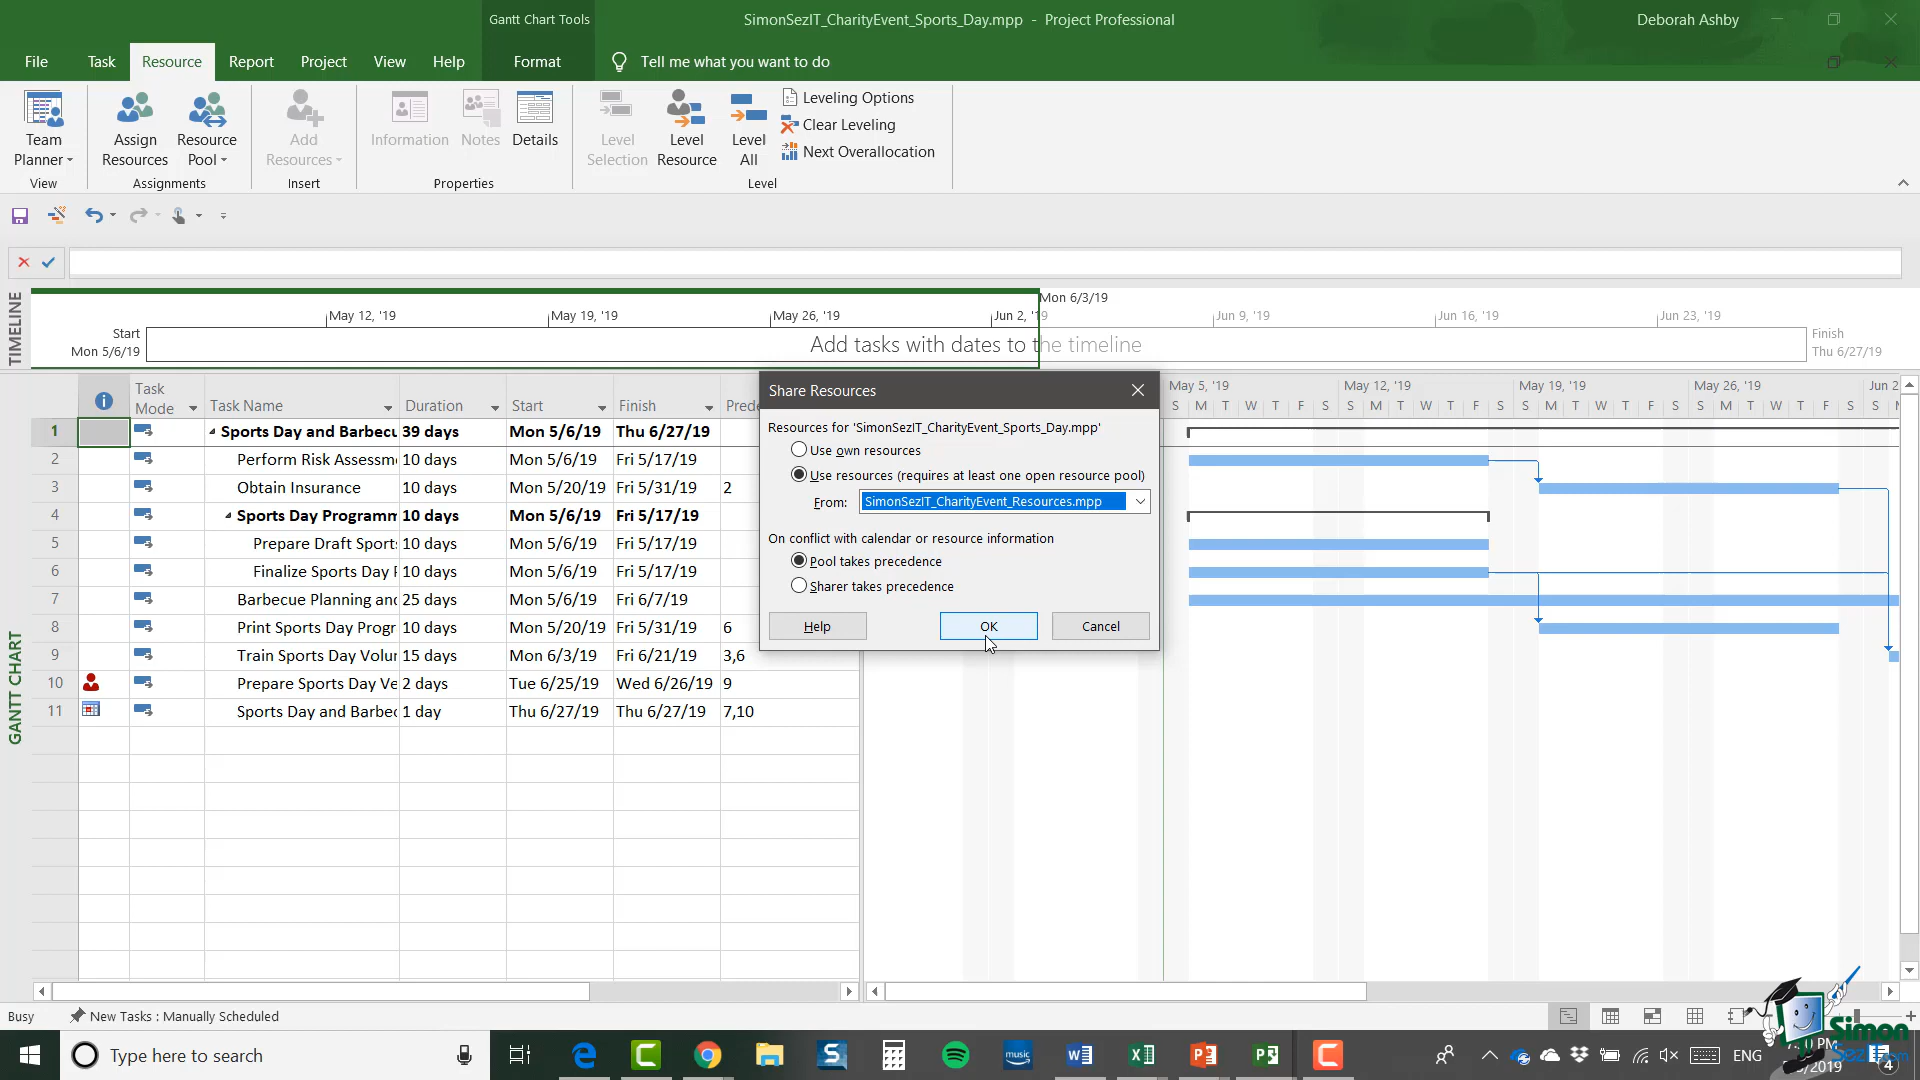 Gantt Chart Tools
SimonSezIT_CharityEvent_Sports_Day.mpp - Project Professional
Deborah Ashby
File Task Resource Report Project View Help Format Tell me what you want to do
Team Planner
Assign Resources
Resource Pool
Add Resources
Information
Notes
Details
Level Selection
Level Resource
Level All
Leveling Options
Clear Leveling
Next Overallocation
View Assignments Insert Properties Level
TIMELINE
Mon 6/3/19
May 12, '19 May 19, '19 May 26, '19 Jun 2, '19 Jun 9, '19 Jun 16, '19 Jun 23, '19
Start
Mon 5/6/19
Add tasks with dates to the timeline
Finish
Thu 6/27/19
GANTT CHART
Task Mode Task Name Duration Start Finish Prede
1 Sports Day and Barbecu 39 days Mon 5/6/19 Thu 6/27/19
2 Perform Risk Assessm 10 days Mon 5/6/19 Fri 5/17/19
3 Obtain Insurance 10 days Mon 5/20/19 Fri 5/31/19 2
4 Sports Day Programm 10 days Mon 5/6/19 Fri 5/17/19
5 Prepare Draft Sport 10 days Mon 5/6/19 Fri 5/17/19
6 Finalize Sports Day 10 days Mon 5/6/19 Fri 5/17/19
7 Barbecue Planning and 25 days Mon 5/6/19 Fri 6/7/19
8 Print Sports Day Progr 10 days Mon 5/20/19 Fri 5/31/19 6
9 Train Sports Day Volu 15 days Mon 6/3/19 Fri 6/21/19 3,6
10 Prepare Sports Day Ve 2 days Tue 6/25/19 Wed 6/26/19 9
11 Sports Day and Barbec 1 day Thu 6/27/19 Thu 6/27/19 7,10
May 5, '19 May 12, '19 May 19, '19 May 26, '19 Jun 2
S M T W T F S S M T W T F S S M T W T F S S M T W T F S S
Share Resources
Resources for 'SimonSezIT_CharityEvent_Sports_Day.mpp'
Use own resources
Use resources (requires at least one open resource pool)
From: SimonSezIT_CharityEvent_Resources.mpp
On conflict with calendar or resource information
Pool takes precedence
Sharer takes precedence
Help OK Cancel
Busy New Tasks : Manually Scheduled
Type here to search
music
ENG
4
Simon
SezIT.com